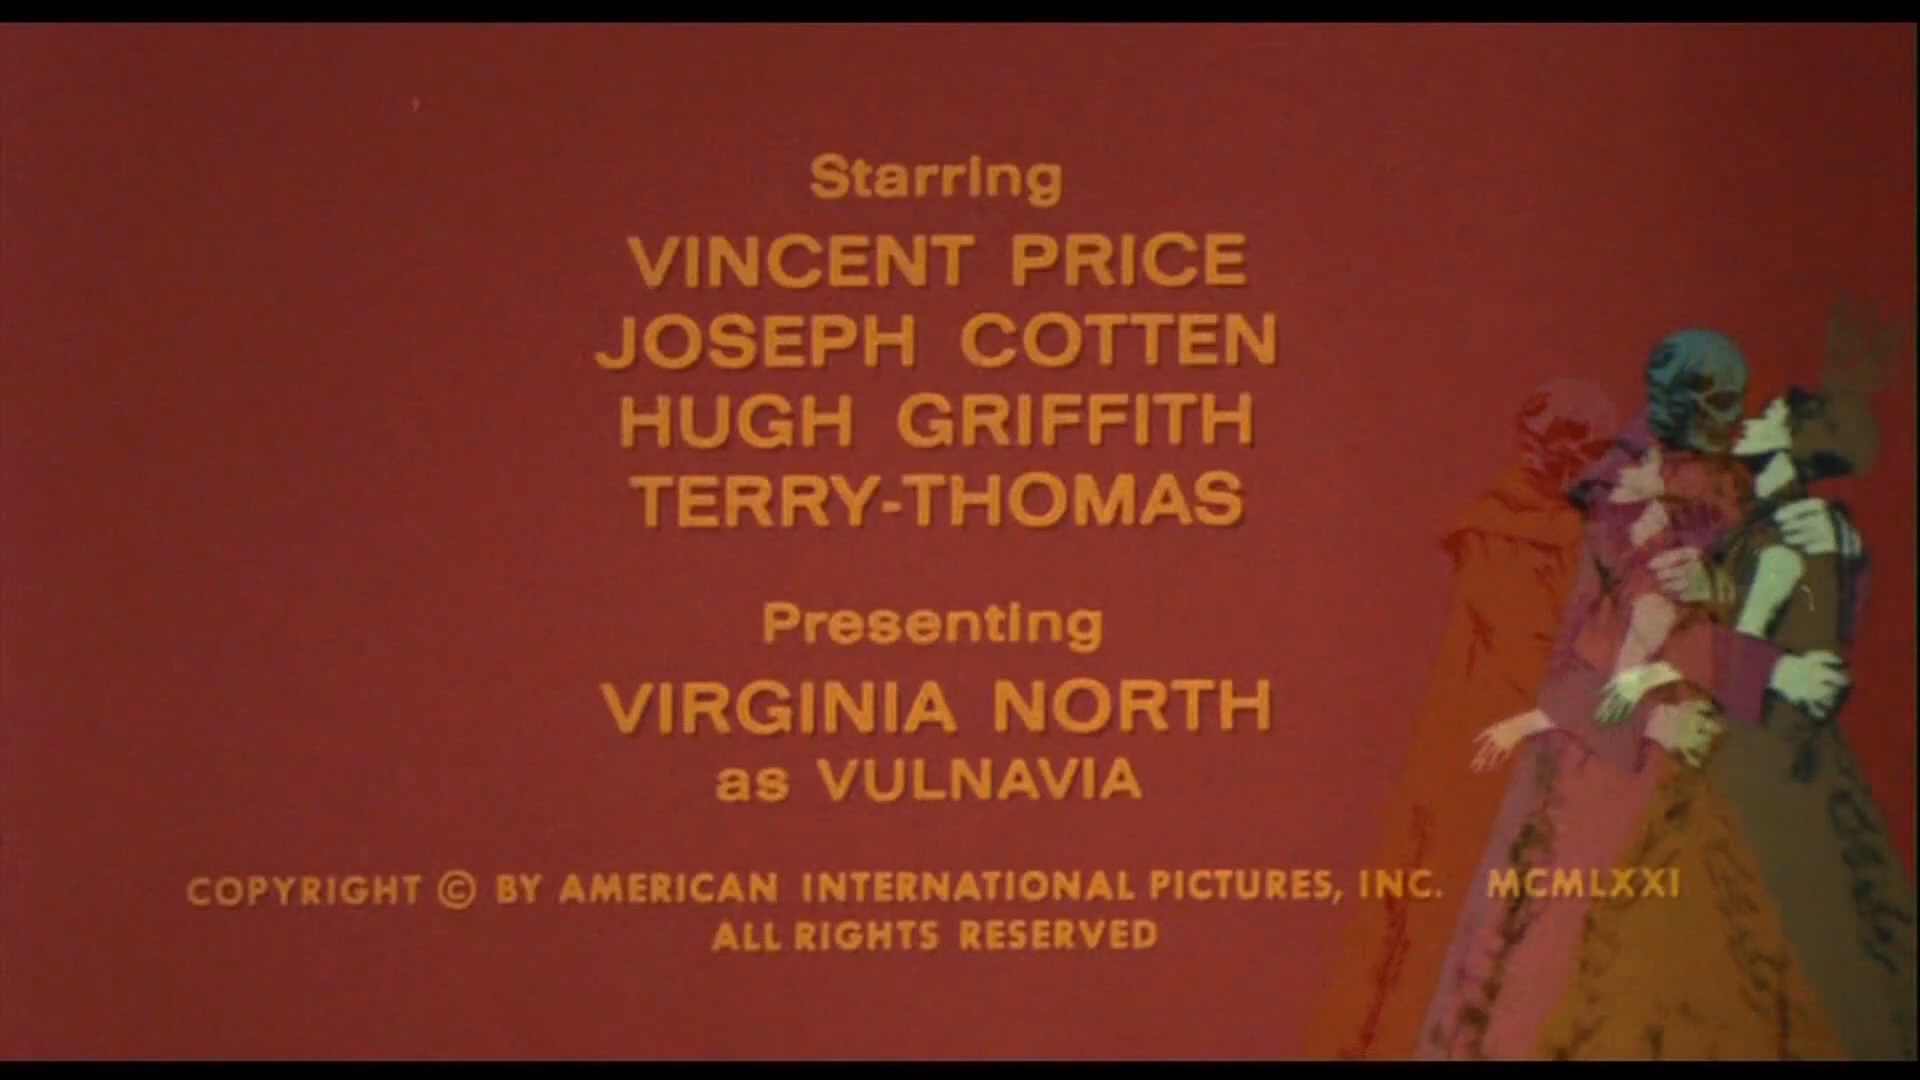 Starring
VINCENT PRICE
JOSEPH COTTEN
HUGH GRIFFITH
TERRY-THOMAS
Presenting
VIRGINIA NORTH
as VULNAVIA
COPYRIGHT © BY AMERICAN INTERNATIONAL PICTURES, INC. MCMLXXI
ALL RIGHTS RESERVED